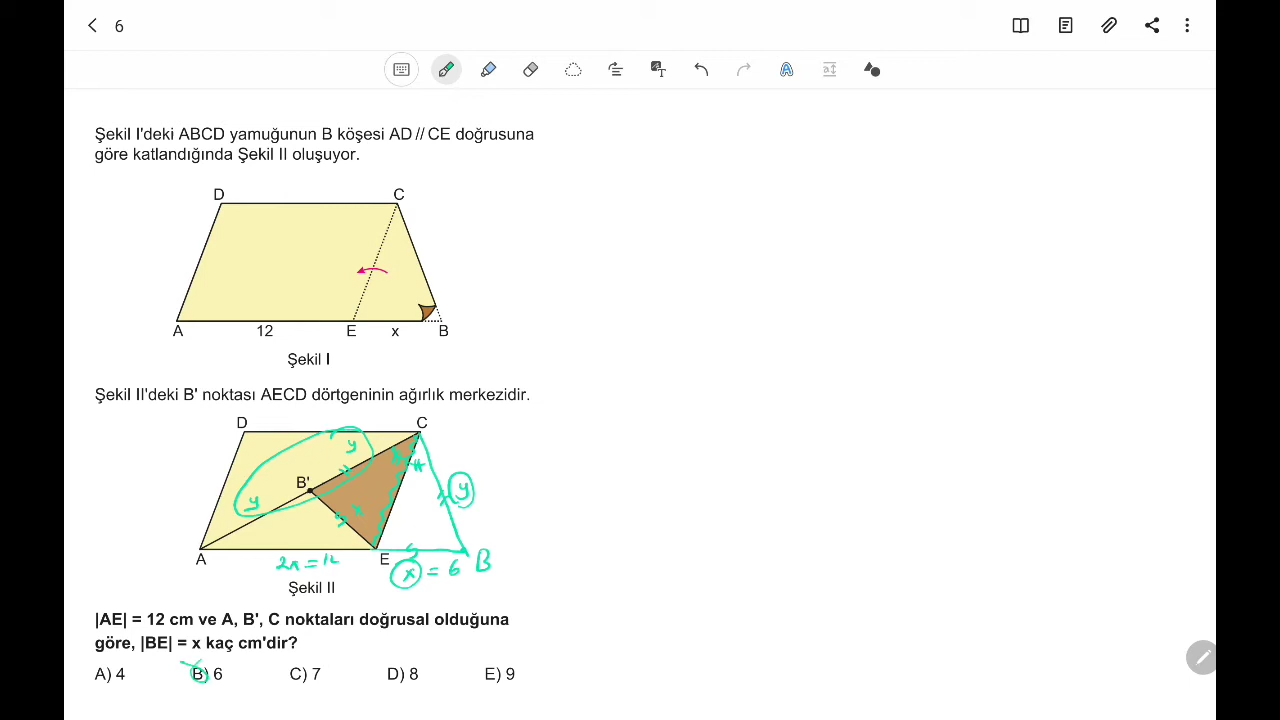 6
Şekil I'deki ABCD yamuğunun B köşesi AD // CE doğrusuna
göre katlandığında Şekil II oluşuyor.
D C
A 12 E x B
Şekil I
Şekil II'deki B' noktası AECD dörtgeninin ağırlık merkezidir.
D C
y
B'
y y
x
A 2x = 12 E x = 6 B
Şekil II
|AE| = 12 cm ve A, B', C noktaları doğrusal olduğuna
göre, |BE| = x kaç cm'dir?
A) 4 B) 6 C) 7 D) 8 E) 9